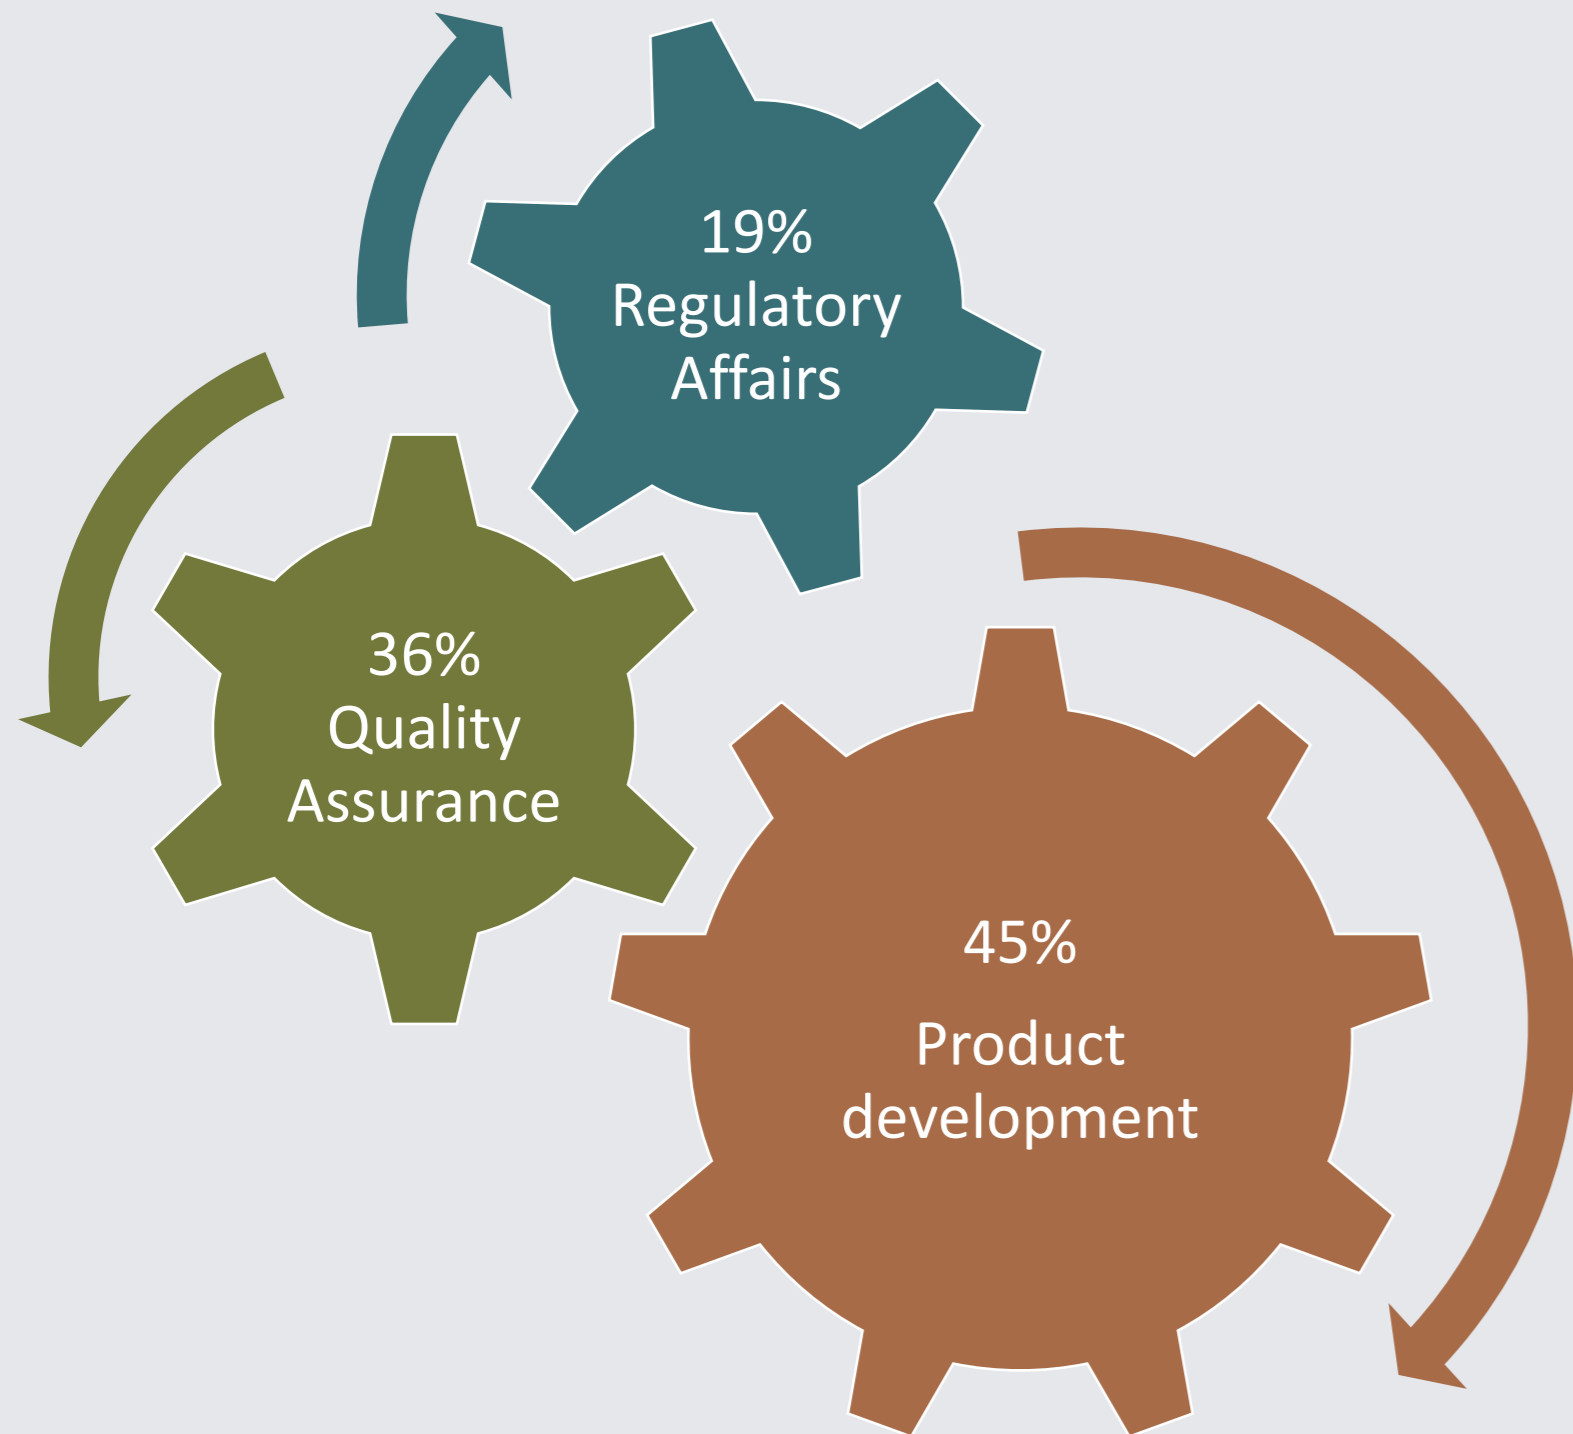 19%
Regulatory
Affairs
36%
Quality
Assurance
45%
Product
development